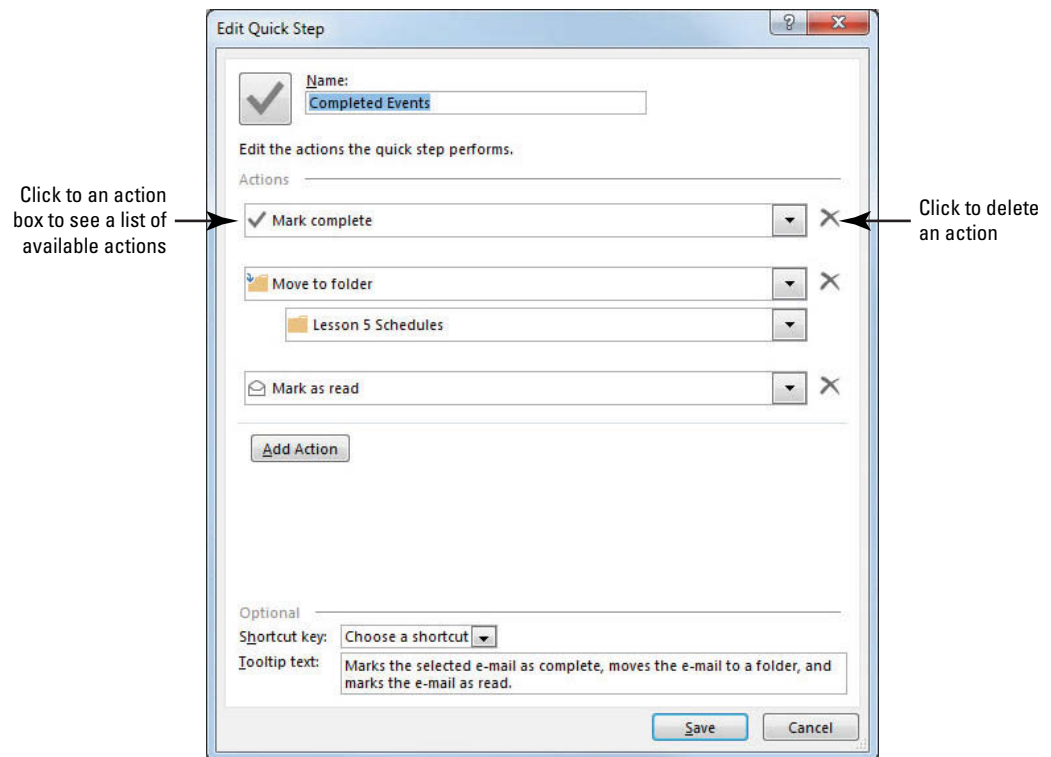 Edit Quick Step
?
X
Name:
Completed Events
Edit the actions the quick step performs.
Actions
Click to an action
box to see a list of
available actions
Mark complete
Click to delete
an action
Move to folder
Lesson 5 Schedules
Mark as read
Add Action
Optional
Shortcut key: Choose a shortcut
Tooltip text: Marks the selected e-mail as complete, moves the e-mail to a folder, and
marks the e-mail as read.
Save Cancel